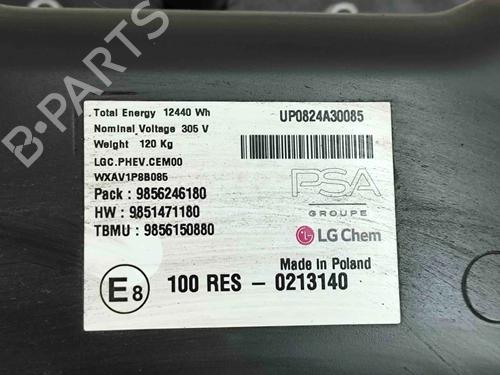 Total Energy 12440 Wh
Nominal Voltage 305 V
Weight 120 Kg
LGC.PHEV.CEM00
WXAV1P8B085
Pack : 9856246180
HW : 9851471180
TBMU : 9856150880
UP0824A30085
PSA
GROUPE
LG Chem
Made in Poland
E8 100 RES - 0213140
B-PARTS